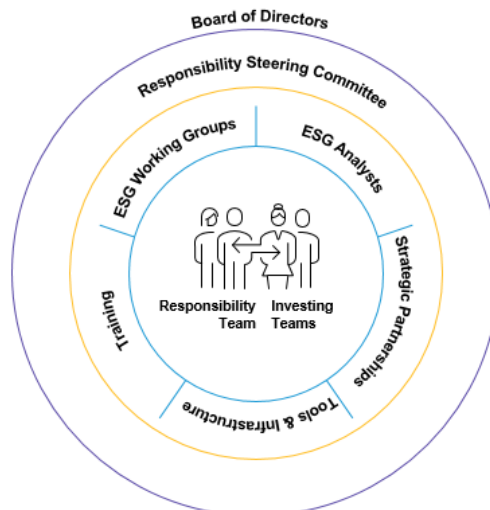 Board of Directors
Responsibility Steering Committee
ESG Working Groups
ESG Analysts
Strategic Partnerships
Tools & Infrastructure
Training
Responsibility
Team
Investing
Teams